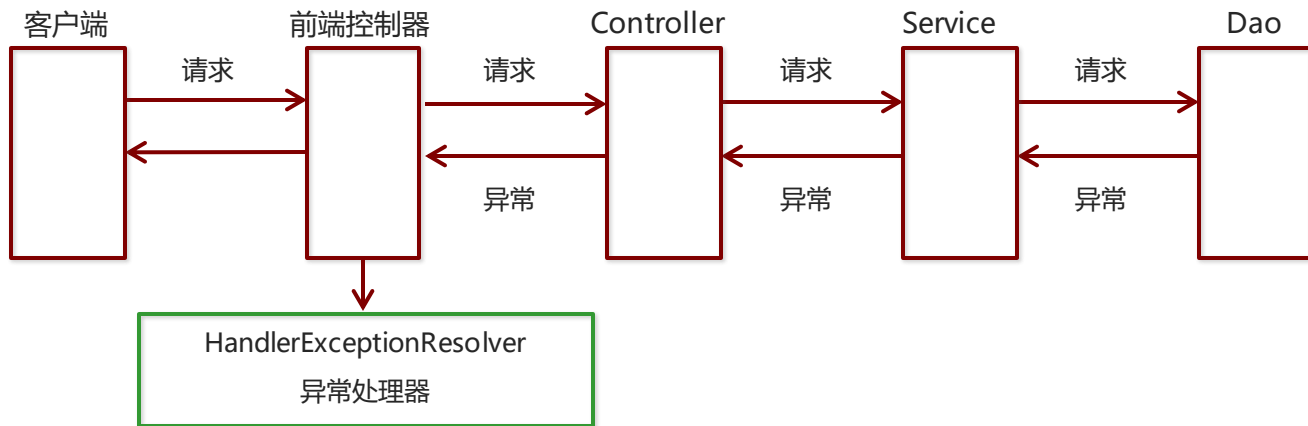 客户端
前端控制器
Controller
Service
Dao
请求
请求
请求
请求
异常
异常
异常
HandlerExceptionResolver
异常处理器